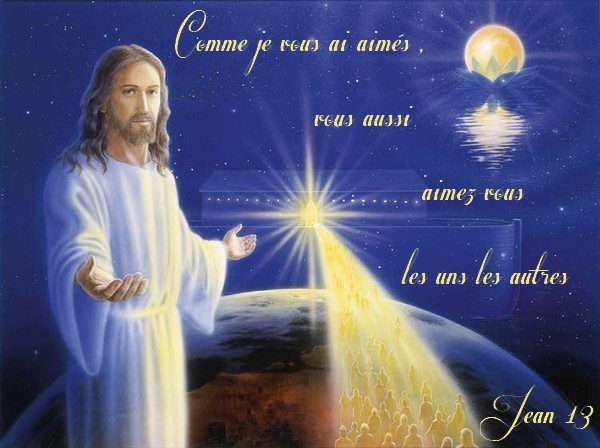 Comme je vous ai aimés ,
vous aussi
aimez vous
les uns les autres
Jean 13